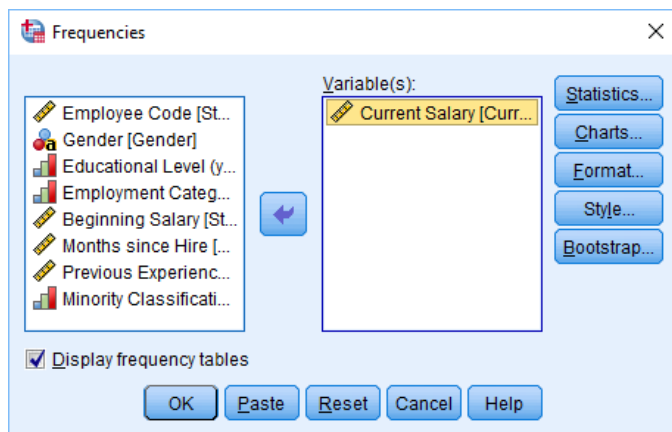 Frequencies
Variable(s):
Employee Code [St...
Gender [Gender]
Educational Level (y...
Employment Categ...
Beginning Salary [St...
Months since Hire [...
Previous Experienc...
Minority Classificati...
Current Salary [Curr...
Statistics...
Charts...
Format...
Style...
Bootstrap...
Display frequency tables
OK Paste Reset Cancel Help